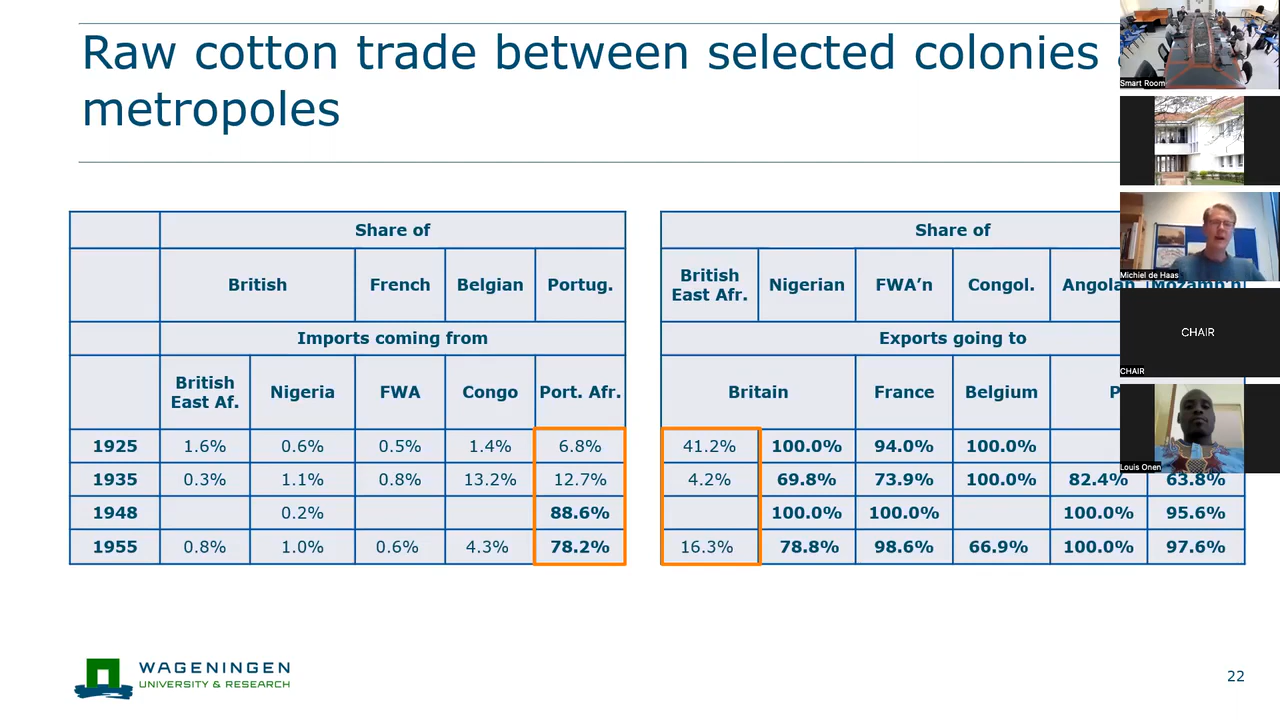 Raw cotton trade between selected colonies
metropoles
Share of
British French Belgian Portug.
Imports coming from
British East Af. Nigeria FWA Congo Port. Afr.
1925 1.6% 0.6% 0.5% 1.4% 6.8%
1935 0.3% 1.1% 0.8% 13.2% 12.7%
1948 0.2% 88.6%
1955 0.8% 1.0% 0.6% 4.3% 78.2%
Share of
British East Afr. Nigerian FWA’n Congol. Angolan Mozamb'n
Exports going to
Britain France Belgium
41.2% 100.0% 94.0% 100.0%
4.2% 69.8% 73.9% 100.0% 82.4% 63.8%
100.0% 100.0% 100.0% 95.6%
16.3% 78.8% 98.6% 66.9% 100.0% 97.6%
Smart Room
Michiel de Haas
CHAIR
CHAIR
Louis Onen
WAGENINGEN
UNIVERSITY & RESEARCH
22